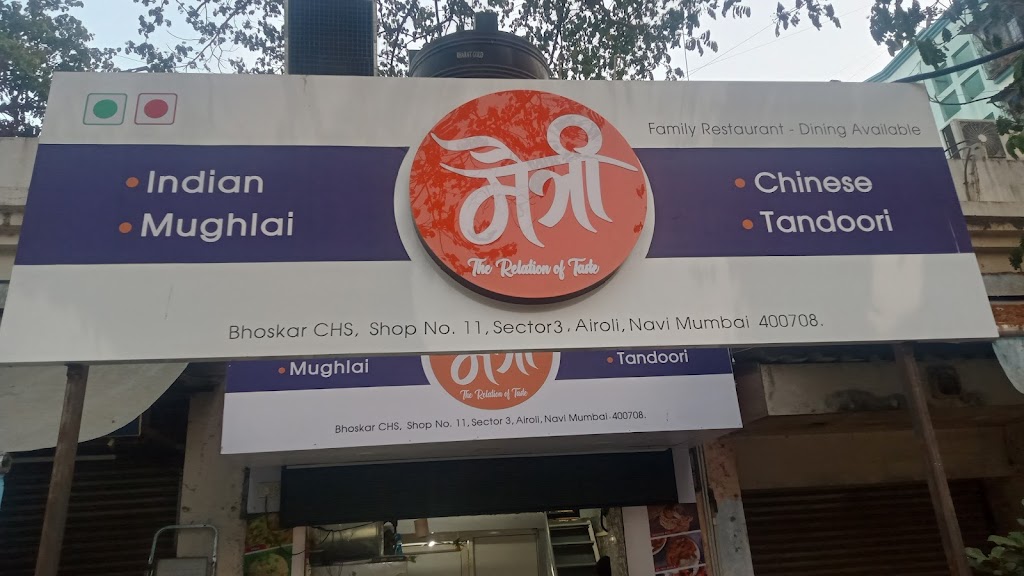 BHARAT GOLD
Family Restaurant - Dining Available
• Indian
• Mughlai
मैत्री
The Relation of Taste
• Chinese
• Tandoori
Bhoskar CHS, Shop No. 11, Sector3, Airoli, Navi Mumbai 400708.
• Mughlai
मैत्री
The Relation of Taste
• Tandoori
Bhoskar CHS, Shop No. 11, Sector 3, Airoli, Navi Mumbai 400708.